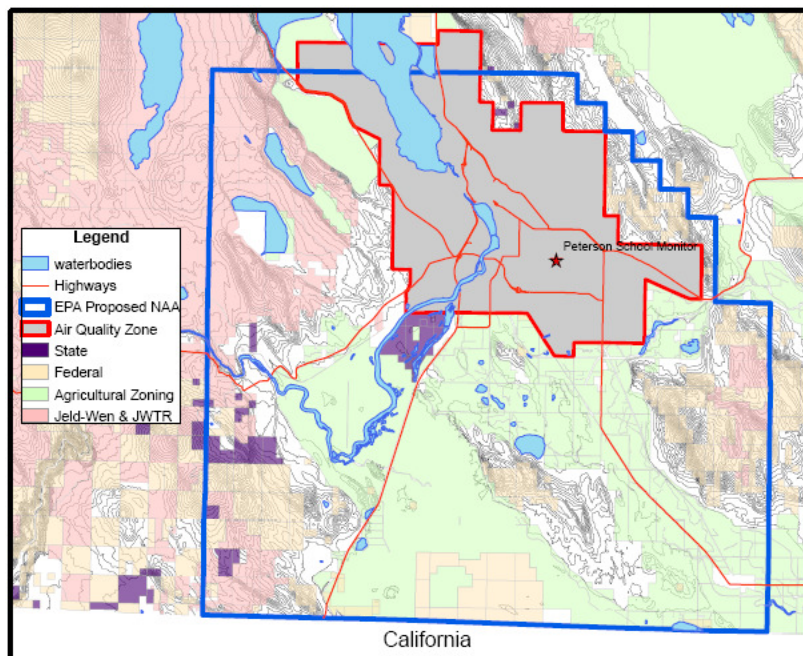 Peterson School Monitor
Legend
waterbodies
Highways
EPA Proposed NAA
Air Quality Zone
State
Federal
Agricultural Zoning
Jeld-Wen & JWTR
California